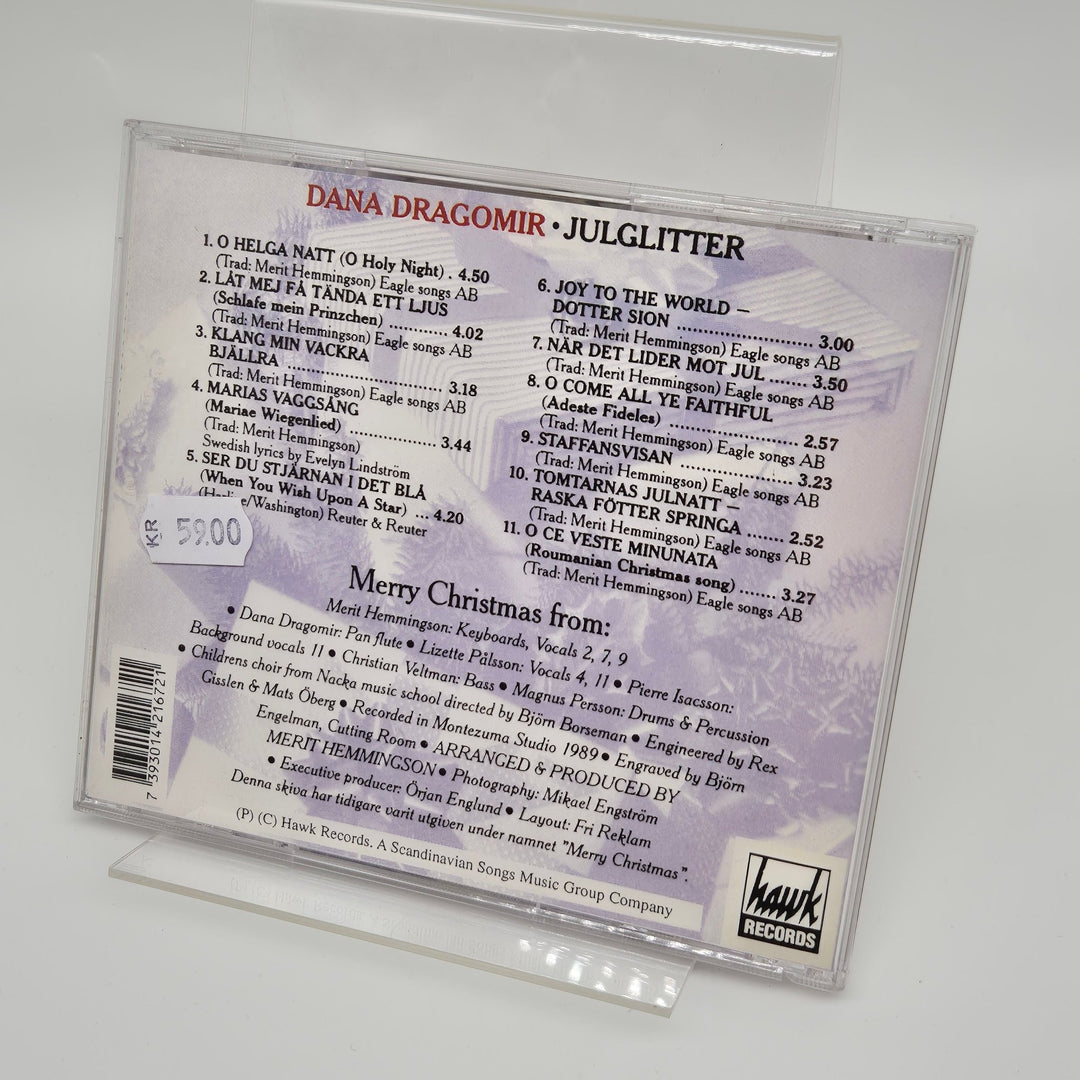 DANA DRAGOMIR • JULGLITTER
1. O HELGA NATT (O Holy Night) . 4.50
(Trad: Merit Hemmingson) Eagle songs AB
2. LÅT MEJ FÅ TÄNDA ETT LJUS
(Schlafe mein Prinzchen) .......... 4.02
(Trad: Merit Hemmingson) Eagle songs AB
3. KLANG MIN VACKRA
BJÄLLRA .......................... 3.18
(Trad: Merit Hemmingson) Eagle songs AB
4. MARIAS VAGGSÅNG
(Mariae Wiegenlied) ............... 3.44
(Trad: Merit Hemmingson)
Swedish lyrics by Evelyn Lindström
5. SER DU STJÄRNAN I DET BLÅ
(When You Wish Upon A Star) ... 4.20
/Washington) Reuter & Reuter
KR 59.00
6. JOY TO THE WORLD –
DOTTER SION ....................... 3.00
(Trad: Merit Hemmingson) Eagle songs AB
7. NÄR DET LIDER MOT JUL ....... 3.50
(Trad: Merit Hemmingson) Eagle songs AB
8. O COME ALL YE FAITHFUL
(Adeste Fideles) ...................... 2.57
(Trad: Merit Hemmingson) Eagle songs AB
9. STAFFANSVISAN .................... 3.23
(Trad: Merit Hemmingson) Eagle songs AB
10. TOMTARNAS JULNATT –
RASKA FÖTTER SPRINGA ....... 2.52
(Trad: Merit Hemmingson) Eagle songs AB
11. O CE VESTE MINUNATA
(Roumanian Christmas song) ....... 3.27
(Trad: Merit Hemmingson) Eagle songs AB
Merry Christmas from:
Merit Hemmingson: Keyboards, Vocals 2, 7, 9
• Dana Dragomir: Pan flute • Lizette Pålsson: Vocals 4, 11 • Pierre Isacsson:
Background vocals 11 • Christian Veltman: Bass • Magnus Persson: Drums & Percussion
• Childrens choir from Nacka music school directed by Björn Borseman • Engineered by Rex
Gisslen & Mats Öberg • Recorded in Montezuma Studio 1989 • Engraved by Björn
Engelman, Cutting Room • ARRANGED & PRODUCED BY
MERIT HEMMINGSON • Photography: Mikael Engström
• Executive producer: Örjan Englund • Layout: Fri Reklam
Denna skiva har tidigare varit utgiven under namnet "Merry Christmas".
(P) (C) Hawk Records. A Scandinavian Songs Music Group Company
7 393014 216721
hawk
RECORDS